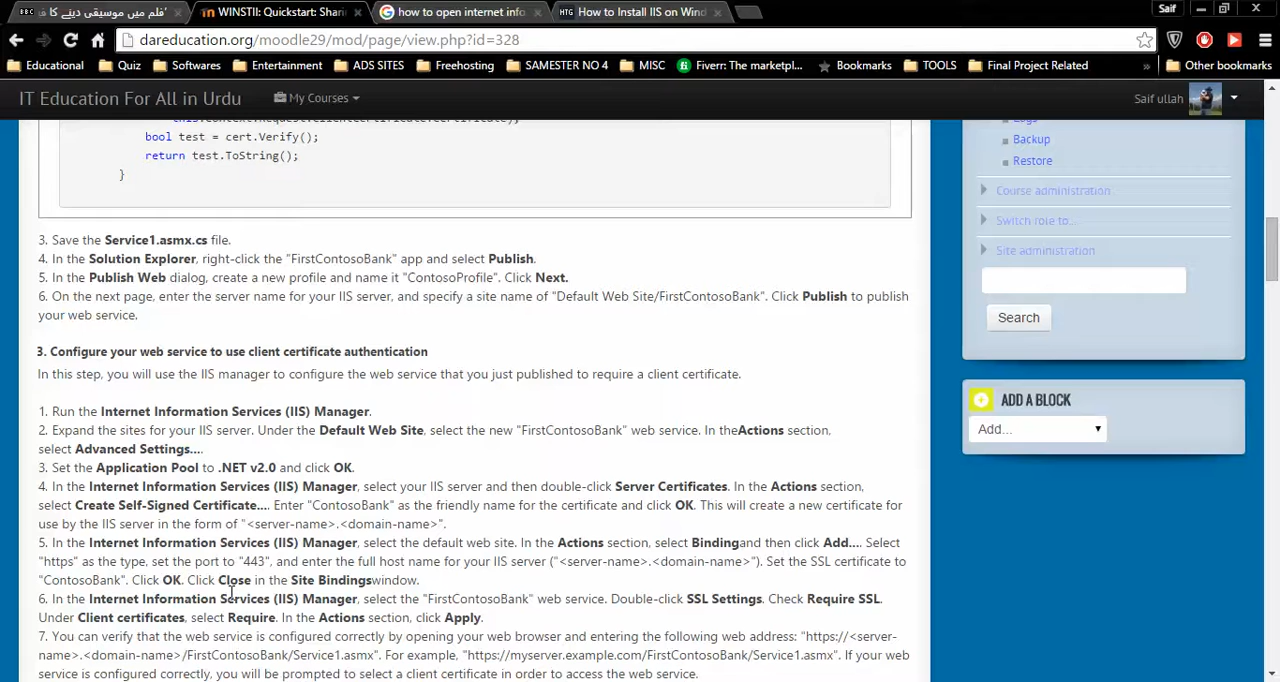 فلم میں موسیقی دینے کا ف'
WINSTII: Quickstart: Shari
how to open internet info
How to Install IIS on Wind
Saif
dareducation.org/moodle29/mod/page/view.php?id=328
Educational Quiz Softwares Entertainment ADS SITES Freehosting SAMESTER NO 4 MISC Fiverr: The marketpl... Bookmarks TOOLS Final Project Related » Other bookmarks
IT Education For All in Urdu My Courses Saif ullah
this.Context.Request.ClientCertificate.Certificate);
bool test = cert.Verify();
return test.ToString();
}
3. Save the Service1.asmx.cs file.
4. In the Solution Explorer, right-click the "FirstContosoBank" app and select Publish.
5. In the Publish Web dialog, create a new profile and name it "ContosoProfile". Click Next.
6. On the next page, enter the server name for your IIS server, and specify a site name of "Default Web Site/FirstContosoBank". Click Publish to publish
your web service.
3. Configure your web service to use client certificate authentication
In this step, you will use the IIS manager to configure the web service that you just published to require a client certificate.
1. Run the Internet Information Services (IIS) Manager.
2. Expand the sites for your IIS server. Under the Default Web Site, select the new "FirstContosoBank" web service. In theActions section,
select Advanced Settings....
3. Set the Application Pool to .NET v2.0 and click OK.
4. In the Internet Information Services (IIS) Manager, select your IIS server and then double-click Server Certificates. In the Actions section,
select Create Self-Signed Certificate.... Enter "ContosoBank" as the friendly name for the certificate and click OK. This will create a new certificate for
use by the IIS server in the form of "<server-name>.<domain-name>".
5. In the Internet Information Services (IIS) Manager, select the default web site. In the Actions section, select Bindingand then click Add.... Select
"https" as the type, set the port to "443", and enter the full host name for your IIS server ("<server-name>.<domain-name>"). Set the SSL certificate to
"ContosoBank". Click OK. Click Close in the Site Bindingswindow.
6. In the Internet Information Services (IIS) Manager, select the "FirstContosoBank" web service. Double-click SSL Settings. Check Require SSL.
Under Client certificates, select Require. In the Actions section, click Apply.
7. You can verify that the web service is configured correctly by opening your web browser and entering the following web address: "https://<server-
name>.<domain-name>/FirstContosoBank/Service1.asmx". For example, "https://myserver.example.com/FirstContosoBank/Service1.asmx". If your web
service is configured correctly, you will be prompted to select a client certificate in order to access the web service.
Logs
Backup
Restore
Course administration
Switch role to...
Site administration
Search
ADD A BLOCK
Add...